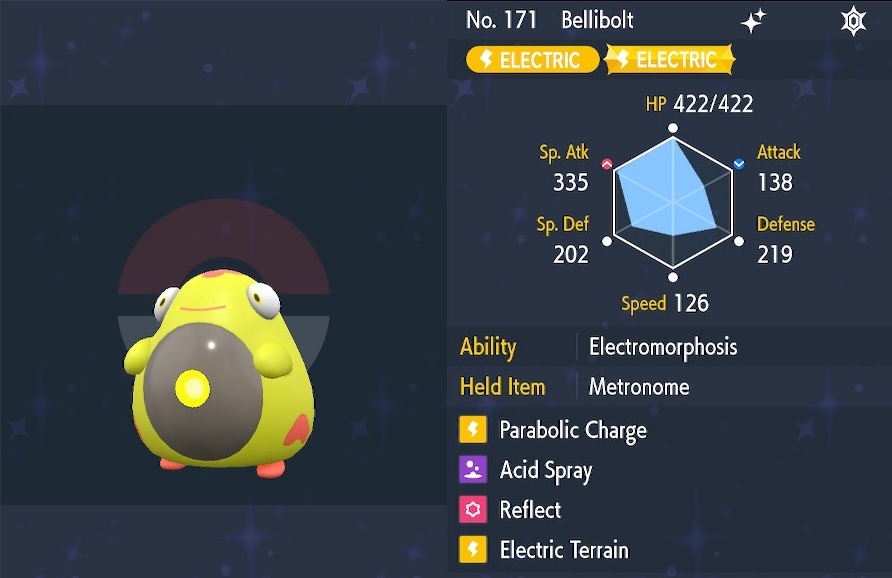 No. 171 Bellibolt
ELECTRIC ELECTRIC
HP 422/422
Sp. Atk
335
Attack
138
Sp. Def
202
Defense
219
Speed 126
Ability Electromorphosis
Held Item Metronome
Parabolic Charge
Acid Spray
Reflect
Electric Terrain